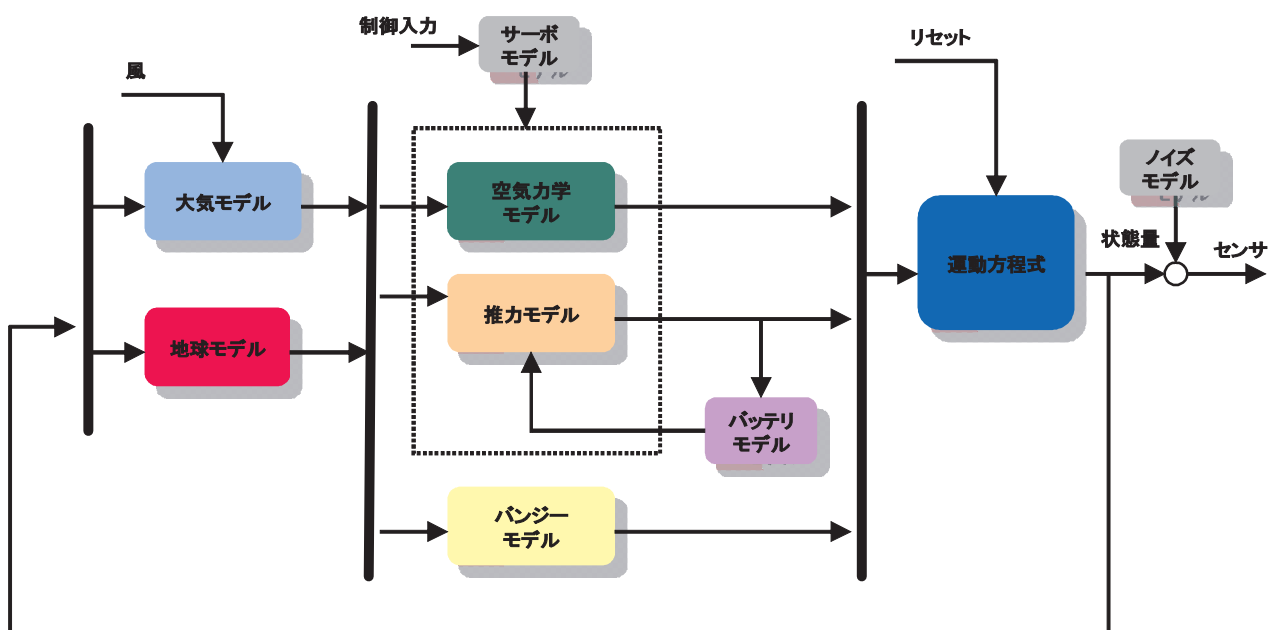 制御入力
サーボ
モデル
リセット
風
ノイズ
モデル
大気モデル
空気力学
モデル
状態量
センサ
運動方程式
推力モデル
地球モデル
バッテリ
モデル
バンジー
モデル